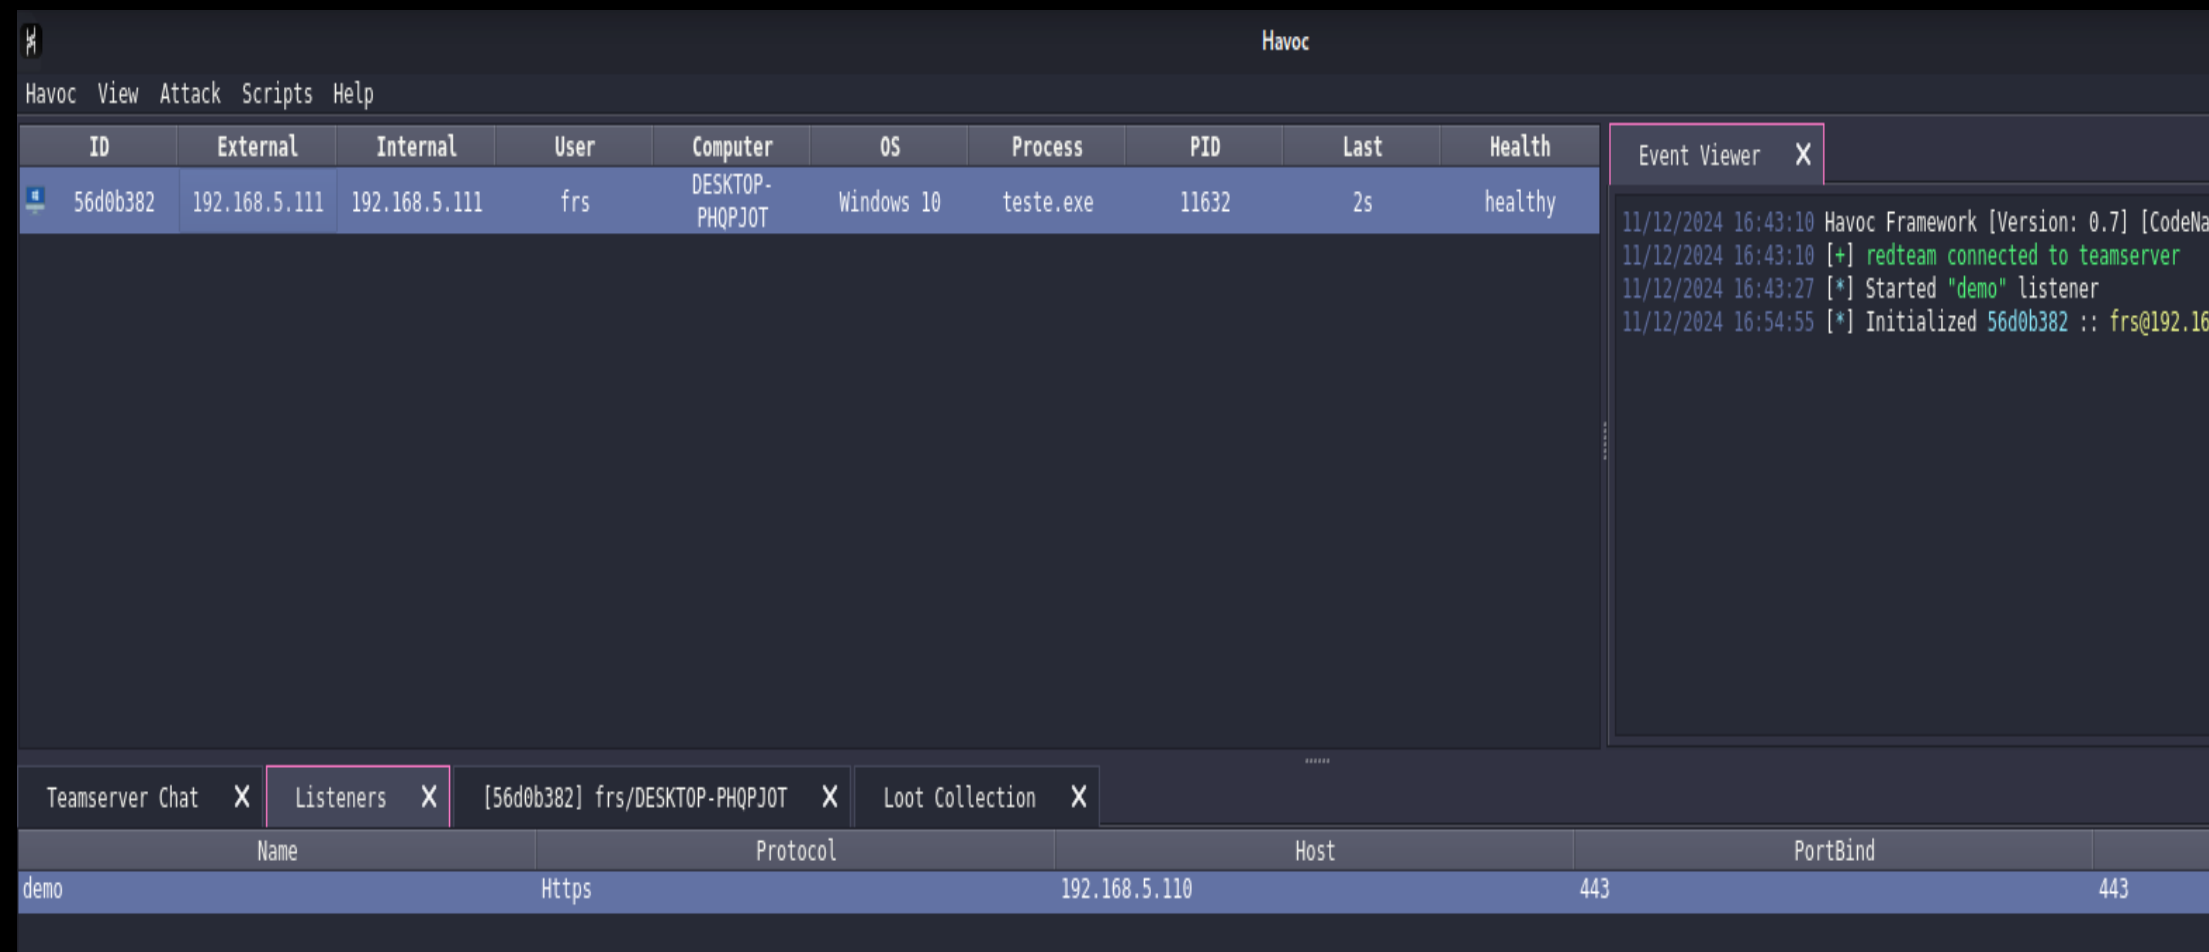 Havoc
Havoc View Attack Scripts Help
ID External Internal User Computer OS Process PID Last Health
56d0b382 192.168.5.111 192.168.5.111 frs DESKTOP-PHQPJOT Windows 10 teste.exe 11632 2s healthy
Event Viewer X
11/12/2024 16:43:10 Havoc Framework [Version: 0.7] [CodeNa
11/12/2024 16:43:10 [+] redteam connected to teamserver
11/12/2024 16:43:27 [*] Started "demo" listener
11/12/2024 16:54:55 [*] Initialized 56d0b382 :: frs@192.16
Teamserver Chat X Listeners X [56d0b382] frs/DESKTOP-PHQPJOT X Loot Collection X
Name Protocol Host PortBind
demo Https 192.168.5.110 443 443